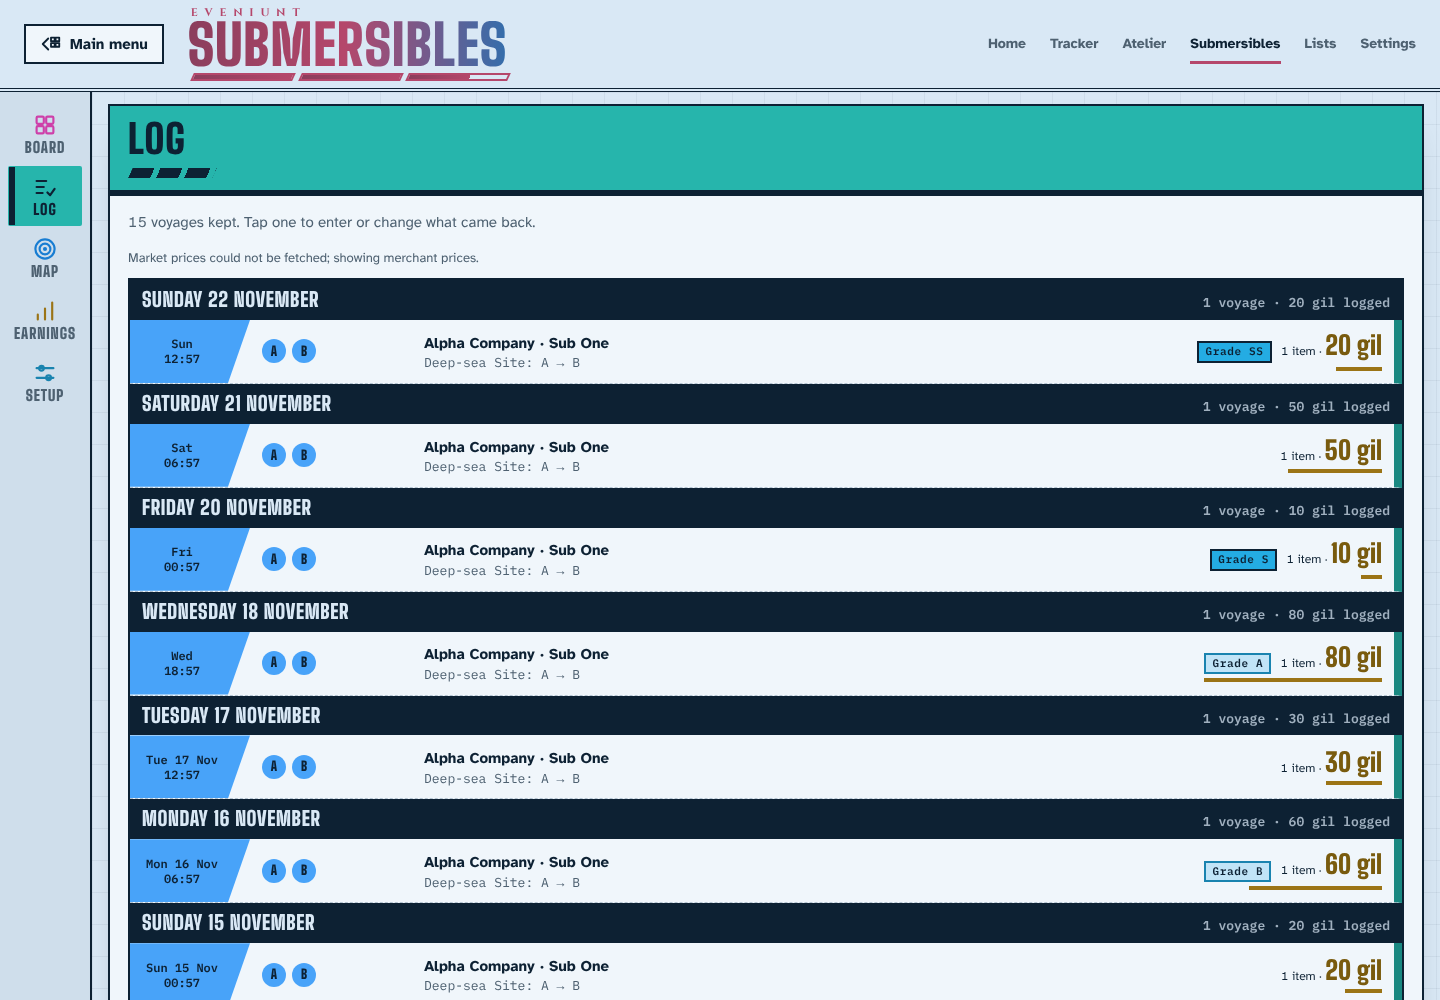 Main menu
EVENIUNT
SUBMERSIBLES
Home
Tracker
Atelier
Submersibles
Lists
Settings
BOARD
LOG
MAP
EARNINGS
SETUP
LOG
15 voyages kept. Tap one to enter or change what came back.
Market prices could not be fetched; showing merchant prices.
SUNDAY 22 NOVEMBER
1 voyage · 20 gil logged
Sun
12:57
A B
Alpha Company · Sub One
Deep-sea Site: A → B
Grade SS
1 item · 20 gil
SATURDAY 21 NOVEMBER
1 voyage · 50 gil logged
Sat
06:57
A B
Alpha Company · Sub One
Deep-sea Site: A → B
1 item · 50 gil
FRIDAY 20 NOVEMBER
1 voyage · 10 gil logged
Fri
00:57
A B
Alpha Company · Sub One
Deep-sea Site: A → B
Grade S
1 item · 10 gil
WEDNESDAY 18 NOVEMBER
1 voyage · 80 gil logged
Wed
18:57
A B
Alpha Company · Sub One
Deep-sea Site: A → B
Grade A
1 item · 80 gil
TUESDAY 17 NOVEMBER
1 voyage · 30 gil logged
Tue 17 Nov
12:57
A B
Alpha Company · Sub One
Deep-sea Site: A → B
1 item · 30 gil
MONDAY 16 NOVEMBER
1 voyage · 60 gil logged
Mon 16 Nov
06:57
A B
Alpha Company · Sub One
Deep-sea Site: A → B
Grade B
1 item · 60 gil
SUNDAY 15 NOVEMBER
1 voyage · 20 gil logged
Sun 15 Nov
00:57
A B
Alpha Company · Sub One
Deep-sea Site: A → B
1 item · 20 gil